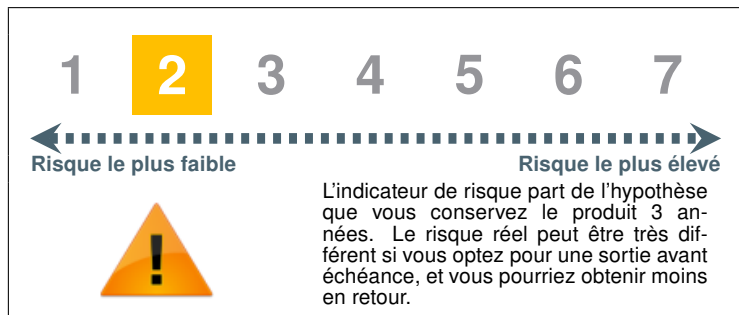 1 2 3 4 5 6 7
Risque le plus faible Risque le plus élevé
L'indicateur de risque part de l'hypothèse
que vous conservez le produit 3 an-
nées. Le risque réel peut être très dif-
férent si vous optez pour une sortie avant
échéance, et vous pourriez obtenir moins
en retour.